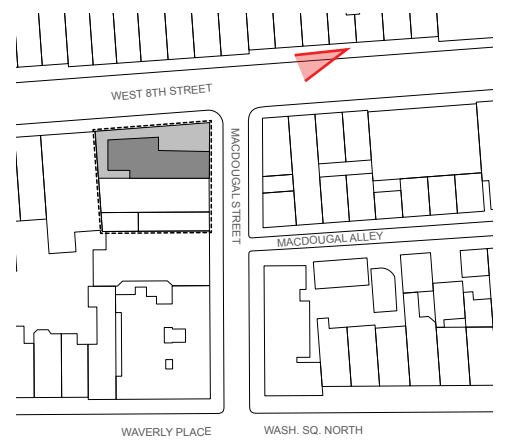 WEST 8TH STREET
MACDOUGAL STREET
MACDOUGAL ALLEY
WAVERLY PLACE
WASH. SQ. NORTH